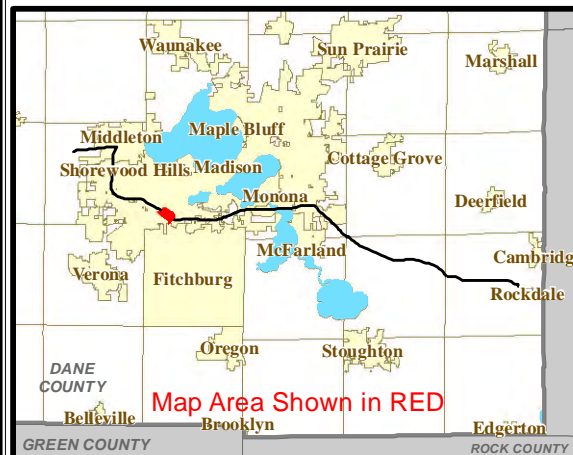 Waunakee
Sun Prairie
Marshall
Middleton
Maple Bluff
Shorewood Hills
Madison
Cottage Grove
Monona
Deerfield
McFarland
Cambridg
Verona
Fitchburg
Rockdale
Oregon
Stoughton
DANE
COUNTY
Map Area Shown in RED
Belleville
Brooklyn
Edgerton
GREEN COUNTY
ROCK COUNTY